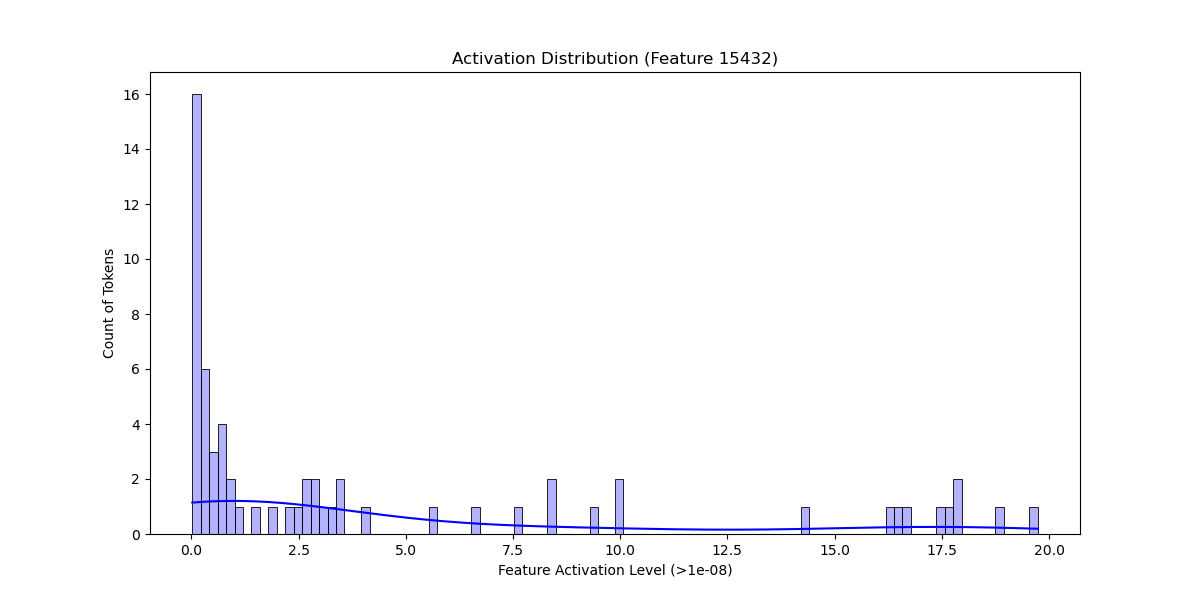 Activation Distribution (Feature 15432)
16
14
12
10
8
6
4
2
0
Count of Tokens
0.0 2.5 5.0 7.5 10.0 12.5 15.0 17.5 20.0
Feature Activation Level (>1e-08)